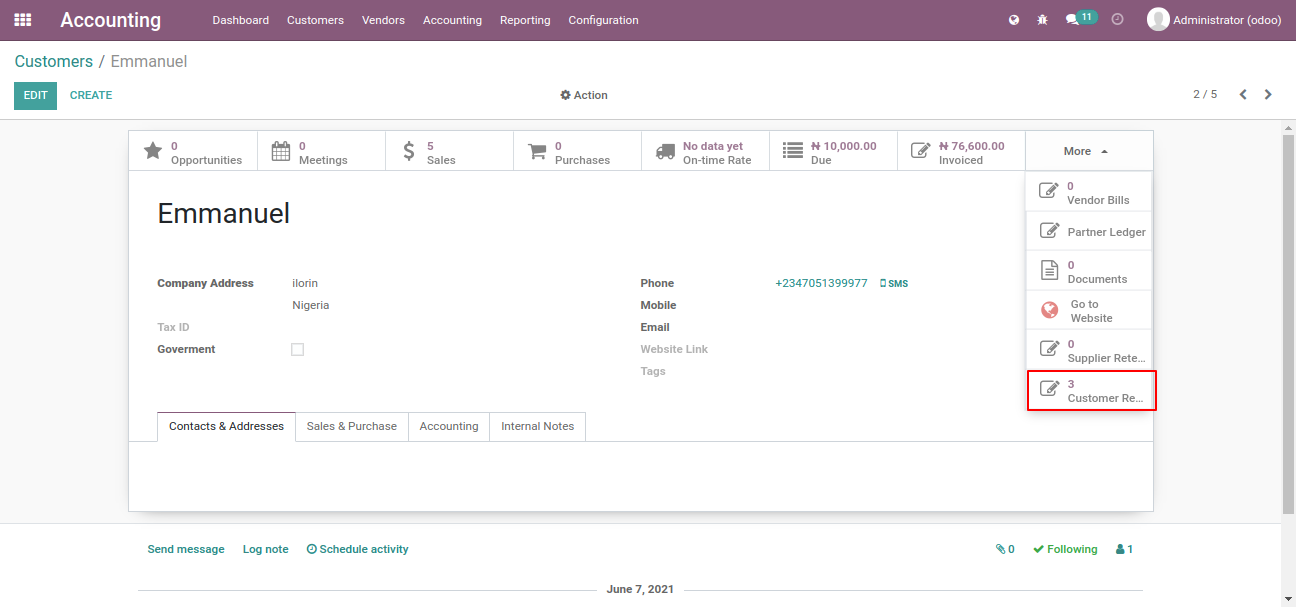 Accounting
Dashboard Customers Vendors Accounting Reporting Configuration
11
Administrator (odoo)
Customers / Emmanuel
EDIT CREATE
Action
2 / 5
0
Opportunities
0
Meetings
5
Sales
0
Purchases
No data yet
On-time Rate
₦ 10,000.00
Due
₦ 76,600.00
Invoiced
More
0
Vendor Bills
Partner Ledger
0
Documents
Go to
Website
0
Supplier Rete...
3
Customer Re...
Emmanuel
Company Address ilorin
Nigeria
Tax ID
Goverment
Phone +2347051399977 SMS
Mobile
Email
Website Link
Tags
Contacts & Addresses Sales & Purchase Accounting Internal Notes
Send message Log note Schedule activity
0 Following 1
June 7, 2021